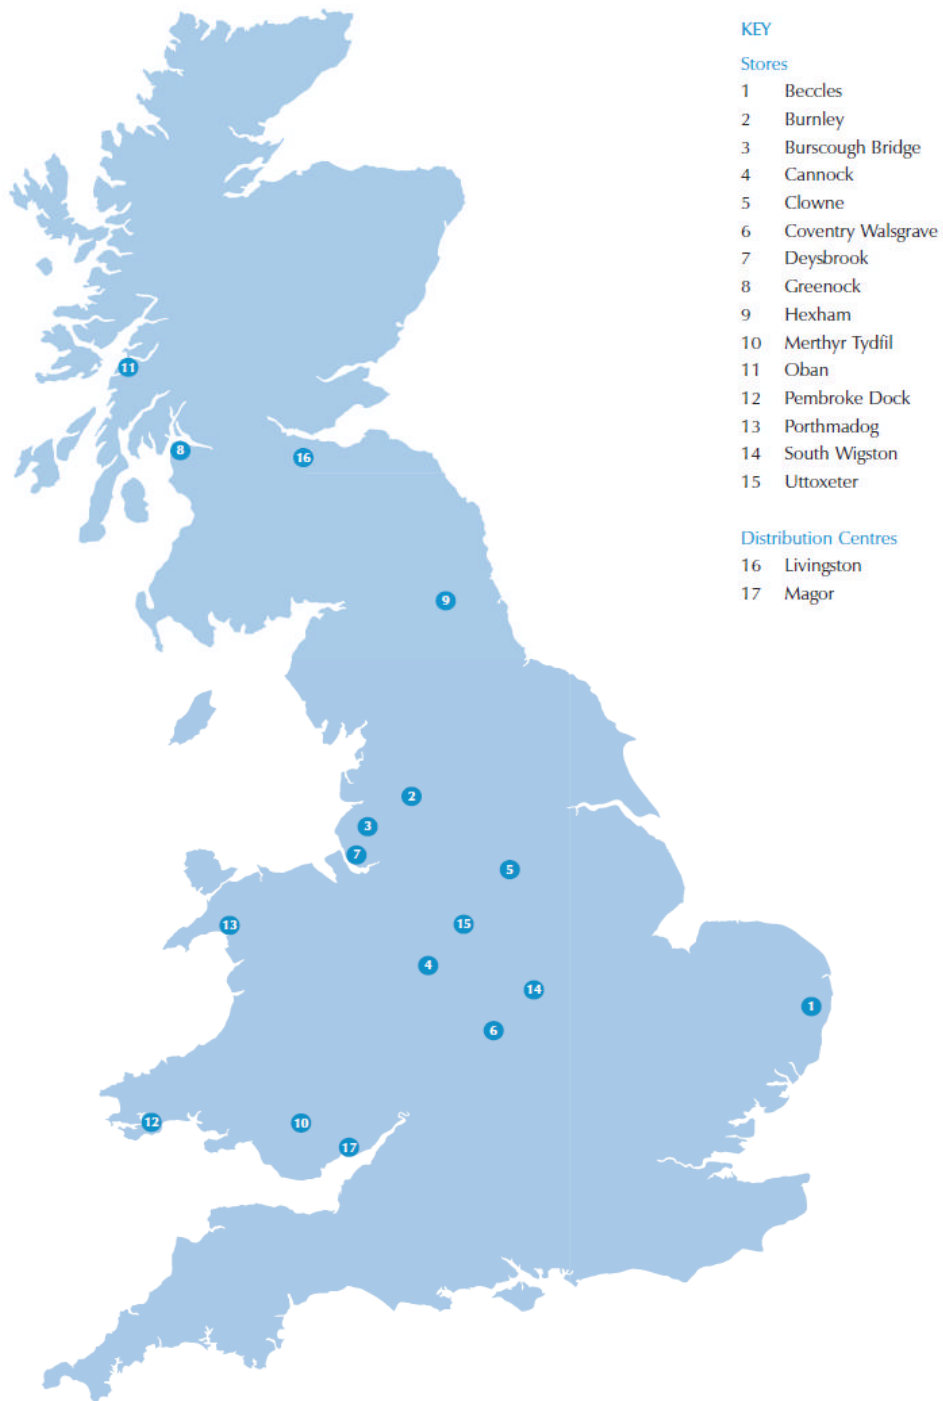 KEY
Stores
1 Beccles
2 Burnley
3 Burscough Bridge
4 Cannock
5 Clowne
6 Coventry Walsgrave
7 Deysbrook
8 Greenock
9 Hexham
10 Merthyr Tydfil
11 Oban
12 Pembroke Dock
13 Porthmadog
14 South Wigston
15 Uttoxeter
Distribution Centres
16 Livingston
17 Magor
11
8
16
9
2
3
7
5
13
15
4
14
1
6
12
10
17